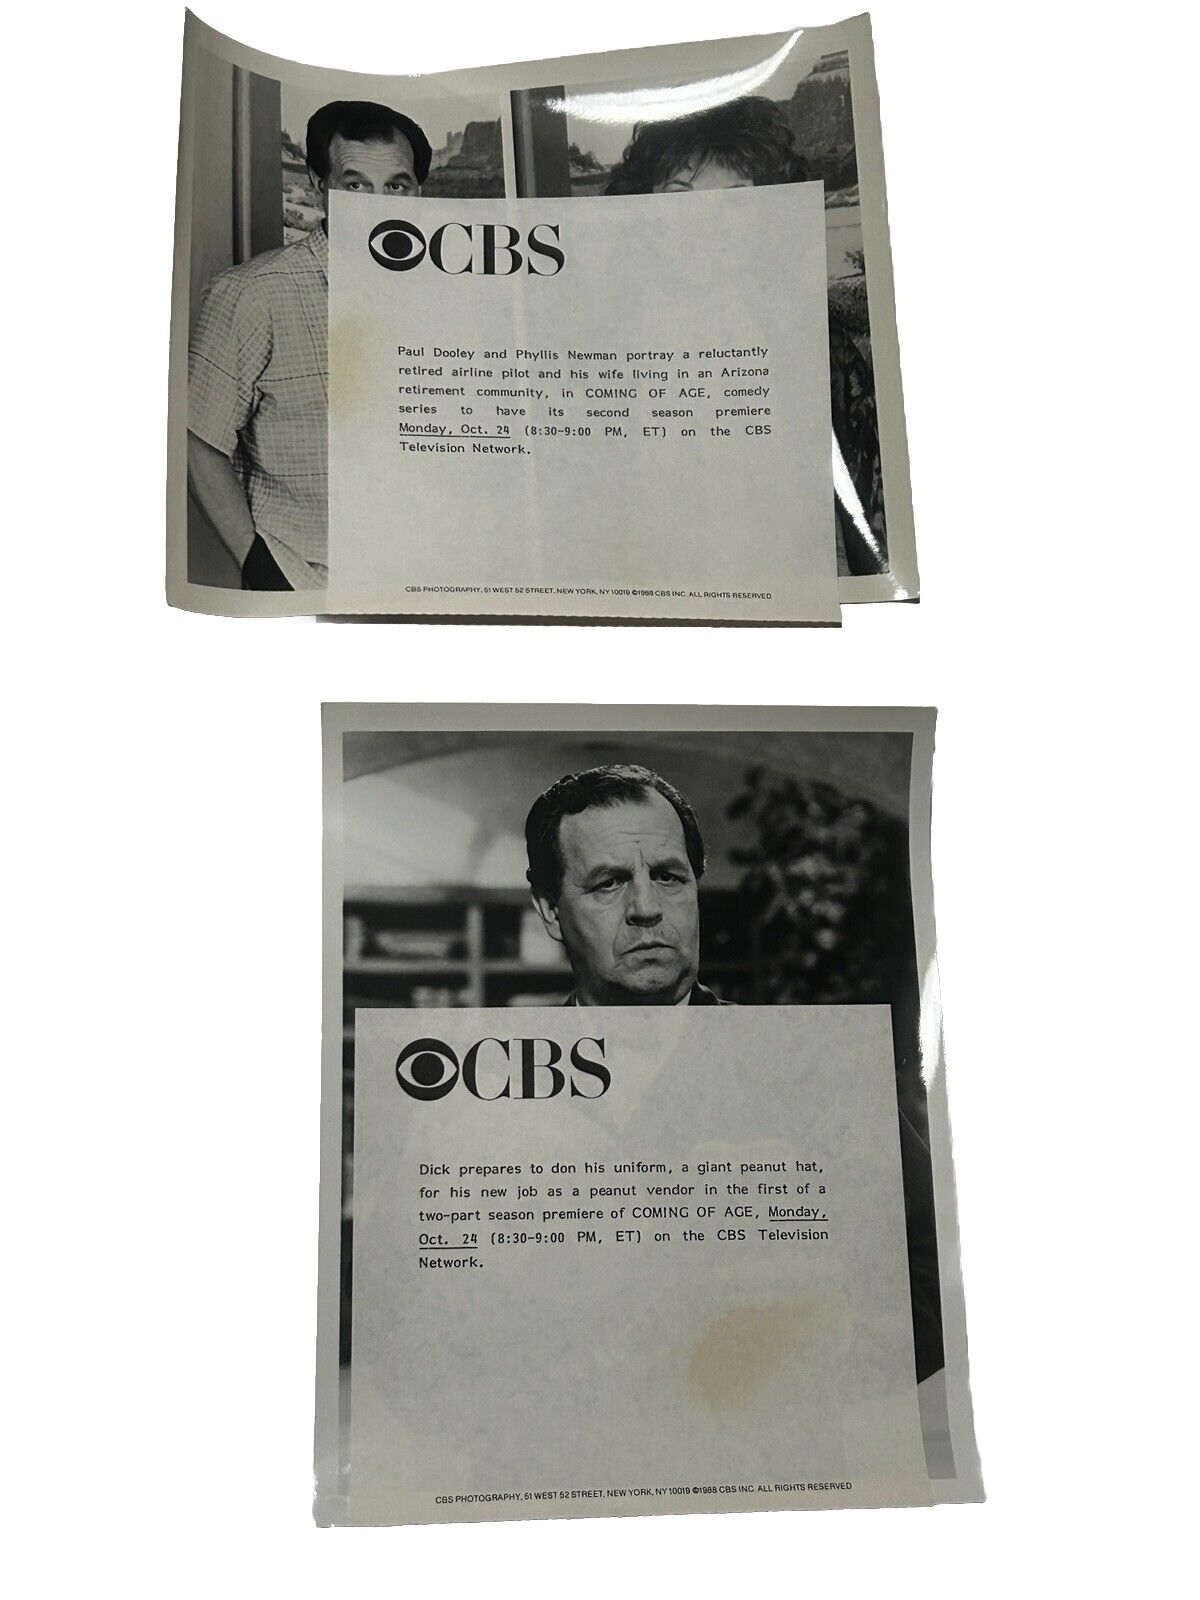 CBS
Paul Dooley and Phyllis Newman portray a reluctantly
retired airline pilot and his wife living in an Arizona
retirement community, in COMING OF AGE, comedy
series to have its second season premiere
Monday, Oct. 24 (8:30-9:00 PM, ET) on the CBS
Television Network.
CBS PHOTOGRAPHY, 51 WEST 52 STREET, NEW YORK, NY 10019 ©1988 CBS INC. ALL RIGHTS RESERVED
CBS
Dick prepares to don his uniform, a giant peanut hat,
for his new job as a peanut vendor in the first of a
two-part season premiere of COMING OF AGE, Monday,
Oct. 24 (8:30-9:00 PM, ET) on the CBS Television
Network.
CBS PHOTOGRAPHY, 51 WEST 52 STREET, NEW YORK, NY 10019 ©1988 CBS INC. ALL RIGHTS RESERVED